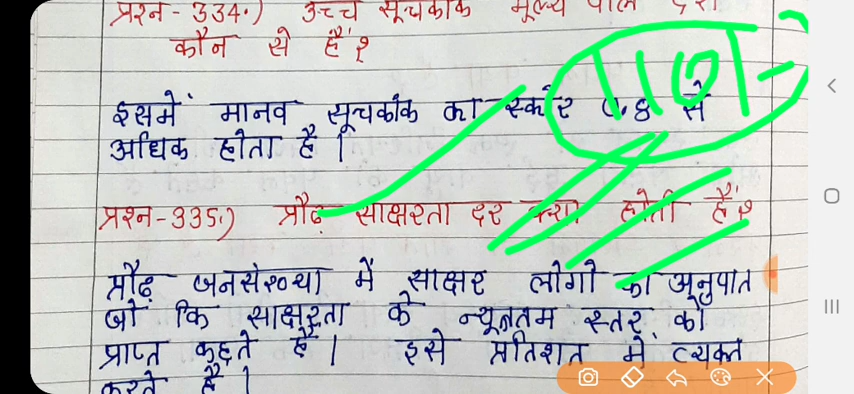 प्रश्न-334.) उच्च सूचकांक मूल्य वाले देश
कौन से हैं?
इसमें मानव सूचकांक का स्कोर 0.8 से
अधिक होता है।
प्रश्न-335.) प्रौढ़ साक्षरता दर क्या होती है?
प्रौढ़ जनसंख्या में साक्षर लोगों का अनुपात
जो कि साक्षरता के न्यूनतम स्तर को
प्राप्त कहते हैं। इसे प्रतिशत में व्यक्त
करते हैं।